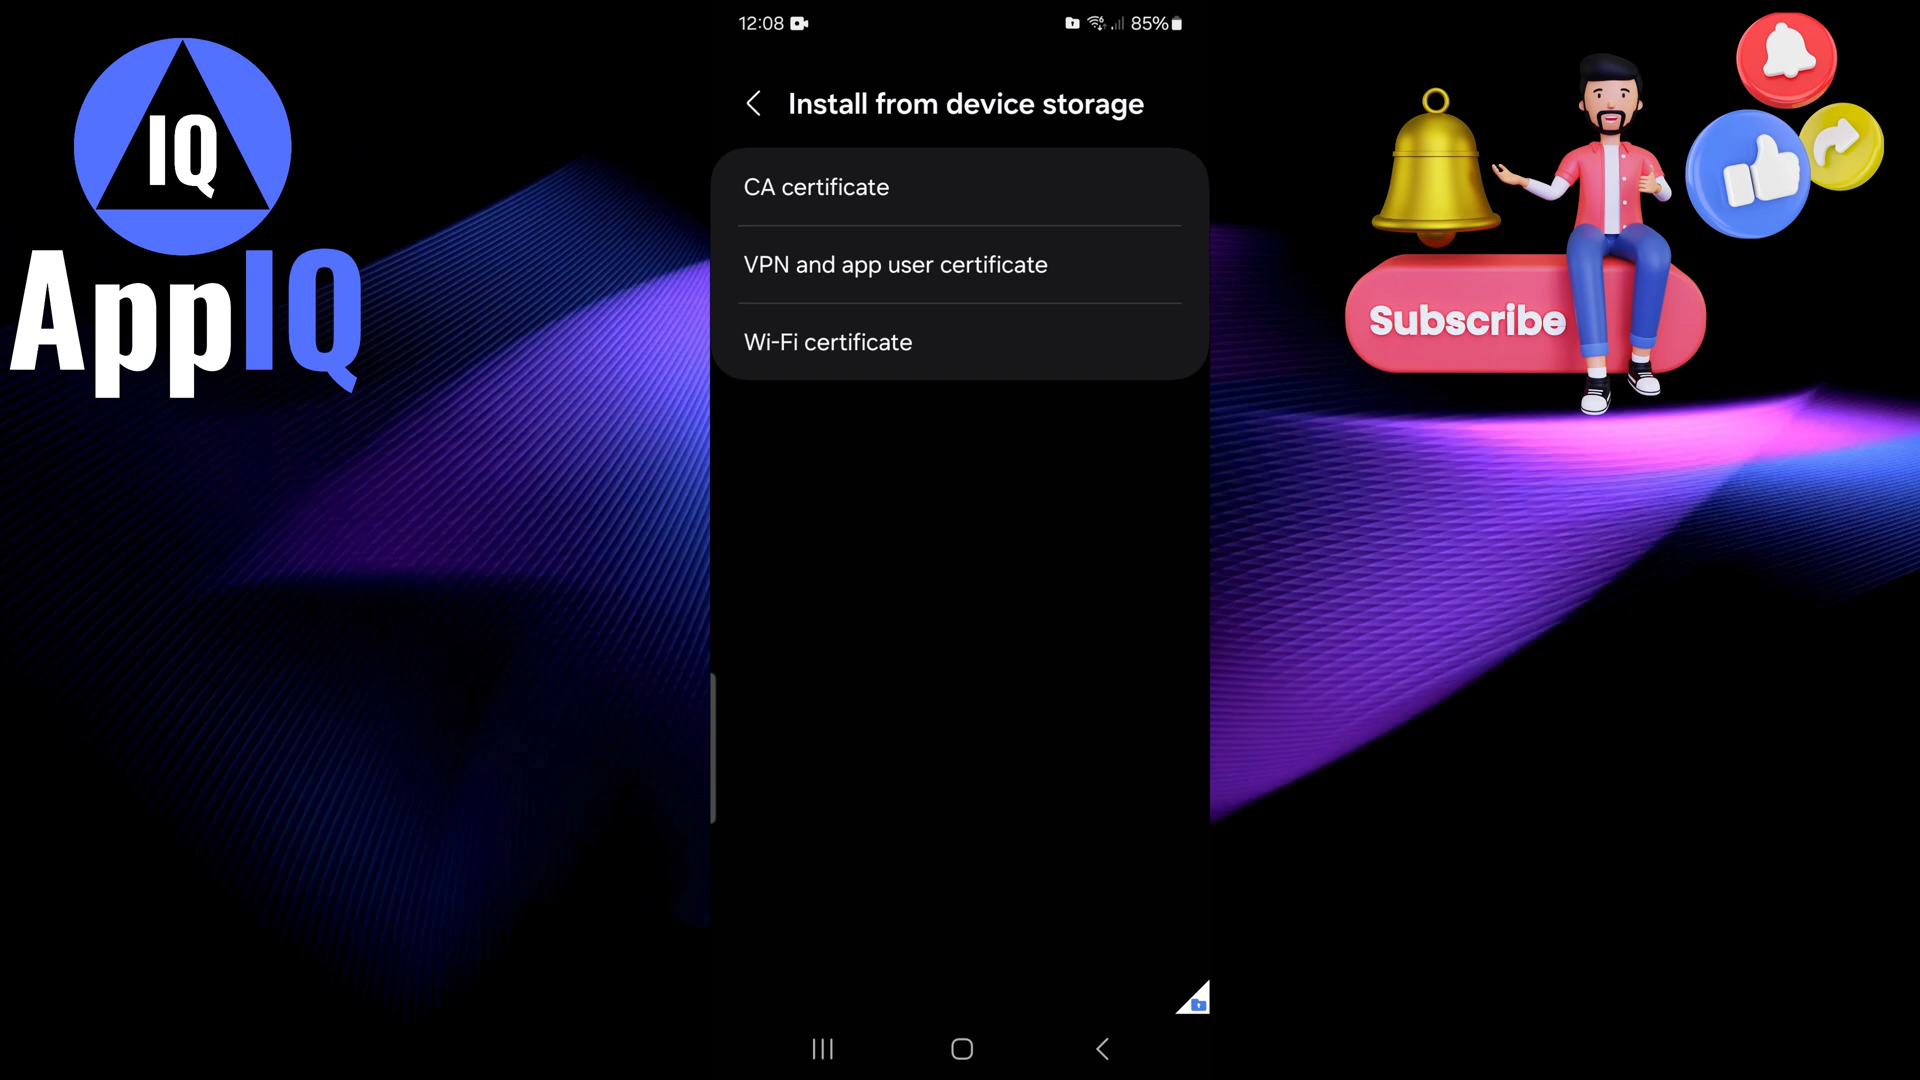 IQ
AppIQ
12:08
85%
Install from device storage
CA certificate
VPN and app user certificate
Wi-Fi certificate
Subscribe